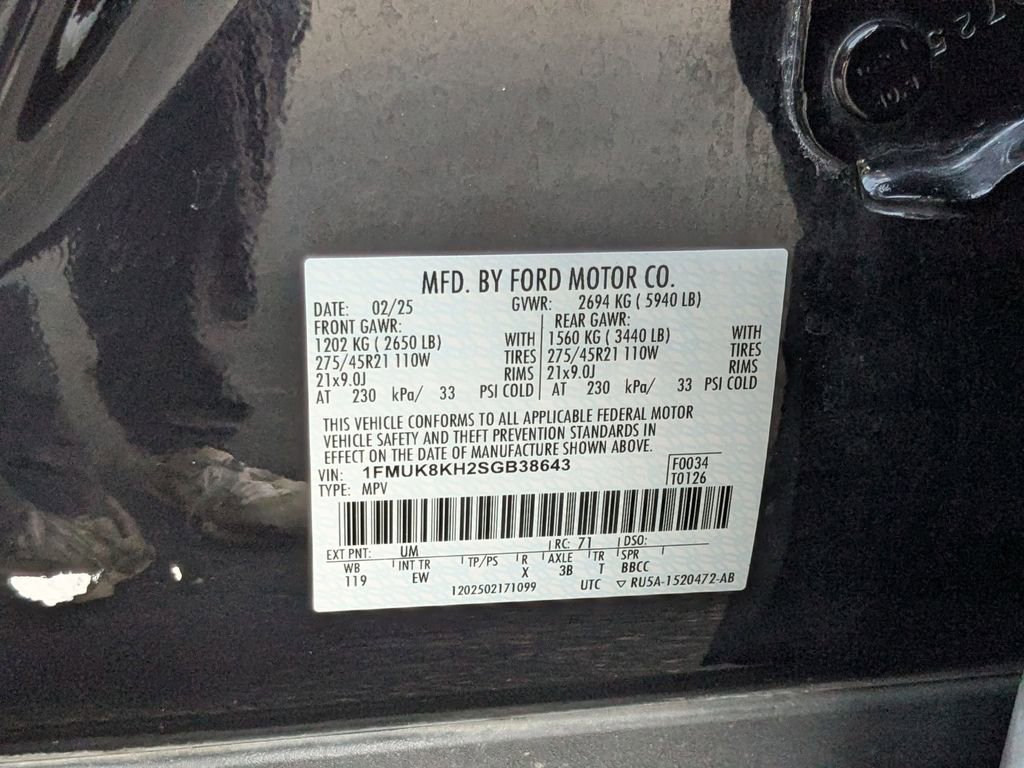 MFD. BY FORD MOTOR CO.
DATE: 02/25 GVWR: 2694 KG ( 5940 LB)
FRONT GAWR: REAR GAWR:
1202 KG ( 2650 LB) WITH 1560 KG ( 3440 LB) WITH
275/45R21 110W TIRES 275/45R21 110W TIRES
21x9.0J RIMS 21x9.0J RIMS
AT 230 kPa/ 33 PSI COLD AT 230 kPa/ 33 PSI COLD
THIS VEHICLE CONFORMS TO ALL APPLICABLE FEDERAL MOTOR
VEHICLE SAFETY AND THEFT PREVENTION STANDARDS IN
EFFECT ON THE DATE OF MANUFACTURE SHOWN ABOVE.
VIN: 1FMUK8KH2SGB38643 F0034
TYPE: MPV T0126
EXT PNT: UM RC: 71 DSO:
WB INT TR TP/PS R AXLE TR SPR
119 EW X 3B T BBCC
1202502171099 UTC ▽ RU5A-1520472-AB
725